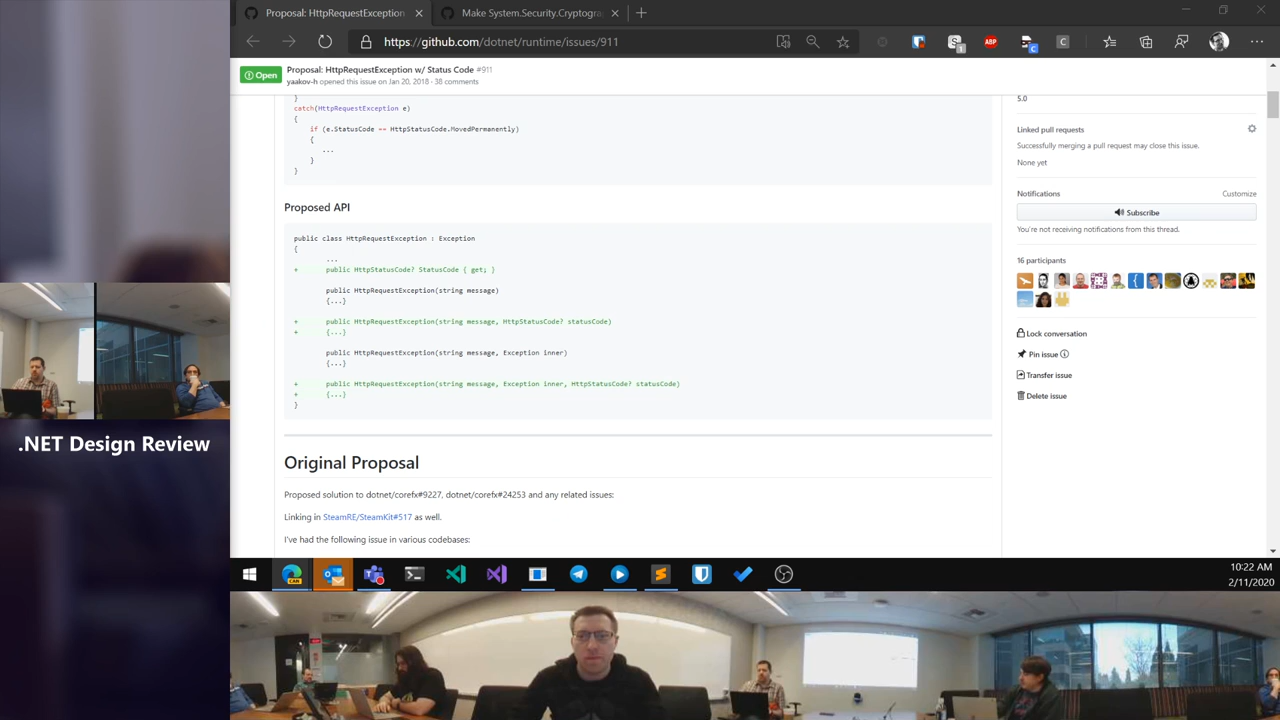 Proposal: HttpRequestException
Make System.Security.Cryptogra
https://github.com/dotnet/runtime/issues/911
Open
Proposal: HttpRequestException w/ Status Code #911
yaakov-h opened this issue on Jan 20, 2018 · 38 comments
}
catch(HttpRequestException e)
{
if (e.StatusCode == HttpStatusCode.MovedPermanently)
{
...
}
}
Proposed API
public class HttpRequestException : Exception
{
...
+ public HttpStatusCode? StatusCode { get; }
public HttpRequestException(string message)
{...}
+ public HttpRequestException(string message, HttpStatusCode? statusCode)
+ {...}
public HttpRequestException(string message, Exception inner)
{...}
+ public HttpRequestException(string message, Exception inner, HttpStatusCode? statusCode)
+ {...}
}
Original Proposal
Proposed solution to dotnet/corefx#9227, dotnet/corefx#24253 and any related issues:
Linking in SteamRE/SteamKit#517 as well.
I've had the following issue in various codebases:
5.0
Linked pull requests
Successfully merging a pull request may close this issue.
None yet
Notifications
Customize
Subscribe
You're not receiving notifications from this thread.
16 participants
Lock conversation
Pin issue
Transfer issue
Delete issue
.NET Design Review
10:22 AM
2/11/2020